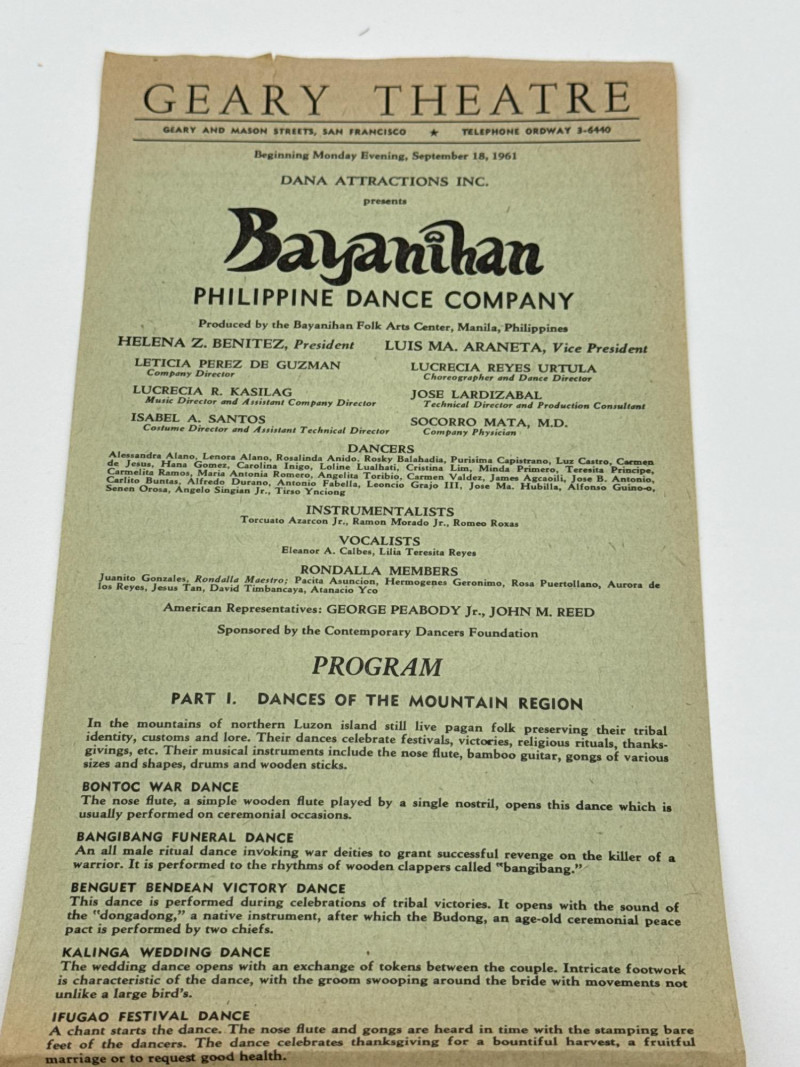 GEARY THEATRE
GEARY AND MASON STREETS, SAN FRANCISCO ★ TELEPHONE ORDWAY 3-6440
Beginning Monday Evening, September 18, 1961
DANA ATTRACTIONS INC.
presents
Bayanihan
PHILIPPINE DANCE COMPANY
Produced by the Bayanihan Folk Arts Center, Manila, Philippines
HELENA Z. BENITEZ, President LUIS MA. ARANETA, Vice President
LETICIA PEREZ DE GUZMAN LUCRECIA REYES URTULA
Company Director Choreographer and Dance Director
LUCRECIA R. KASILAG JOSE LARDIZABAL
Music Director and Assistant Company Director Technical Director and Production Consultant
ISABEL A. SANTOS SOCORRO MATA, M.D.
Costume Director and Assistant Technical Director Company Physician
DANCERS
Alessandra Alano, Lenora Alano, Rosalinda Anido, Rosky Balahadia, Purisima Capistrano, Luz Castro, Carmen
de Jesus, Hana Gomez, Carolina Inigo, Loline Lualhati, Cristina Lim, Minda Primero, Teresita Principe,
Carmelita Ramos, Maria Antonia Romero, Angelita Toribio, Carmen Valdez, James Agcaoili, Jose B. Antonio,
Carlito Buntas, Alfredo Durano, Antonio Fabella, Leoncio Grajo III, Jose Ma. Hubilla, Alfonso Guino-o,
Senen Orosa, Angelo Singian Jr., Tirso Ynciong
INSTRUMENTALISTS
Torcuato Azarcon Jr., Ramon Morado Jr., Romeo Roxas
VOCALISTS
Eleanor A. Calbes, Lilia Teresita Reyes
RONDALLA MEMBERS
Juanito Gonzales, Rondalla Maestro; Pacita Asuncion, Hermogenes Geronimo, Rosa Puertollano, Aurora de
los Reyes, Jesus Tan, David Timbancaya, Atanacio Yco
American Representatives: GEORGE PEABODY Jr., JOHN M. REED
Sponsored by the Contemporary Dancers Foundation
PROGRAM
PART I. DANCES OF THE MOUNTAIN REGION
In the mountains of northern Luzon island still live pagan folk preserving their tribal
identity, customs and lore. Their dances celebrate festivals, victories, religious rituals, thanks-
givings, etc. Their musical instruments include the nose flute, bamboo guitar, gongs of various
sizes and shapes, drums and wooden sticks.
BONTOC WAR DANCE
The nose flute, a simple wooden flute played by a single nostril, opens this dance which is
usually performed on ceremonial occasions.
BANGIBANG FUNERAL DANCE
An all male ritual dance invoking war deities to grant successful revenge on the killer of a
warrior. It is performed to the rhythms of wooden clappers called "bangibang."
BENGUET BENDEAN VICTORY DANCE
This dance is performed during celebrations of tribal victories. It opens with the sound of
the "dongadong," a native instrument, after which the Budong, an age-old ceremonial peace
pact is performed by two chiefs.
KALINGA WEDDING DANCE
The wedding dance opens with an exchange of tokens between the couple. Intricate footwork
is characteristic of the dance, with the groom swooping around the bride with movements not
unlike a large bird's.
IFUGAO FESTIVAL DANCE
A chant starts the dance. The nose flute and gongs are heard in time with the stamping bare
feet of the dancers. The dance celebrates thanksgiving for a bountiful harvest, a fruitful
marriage or to request good health.